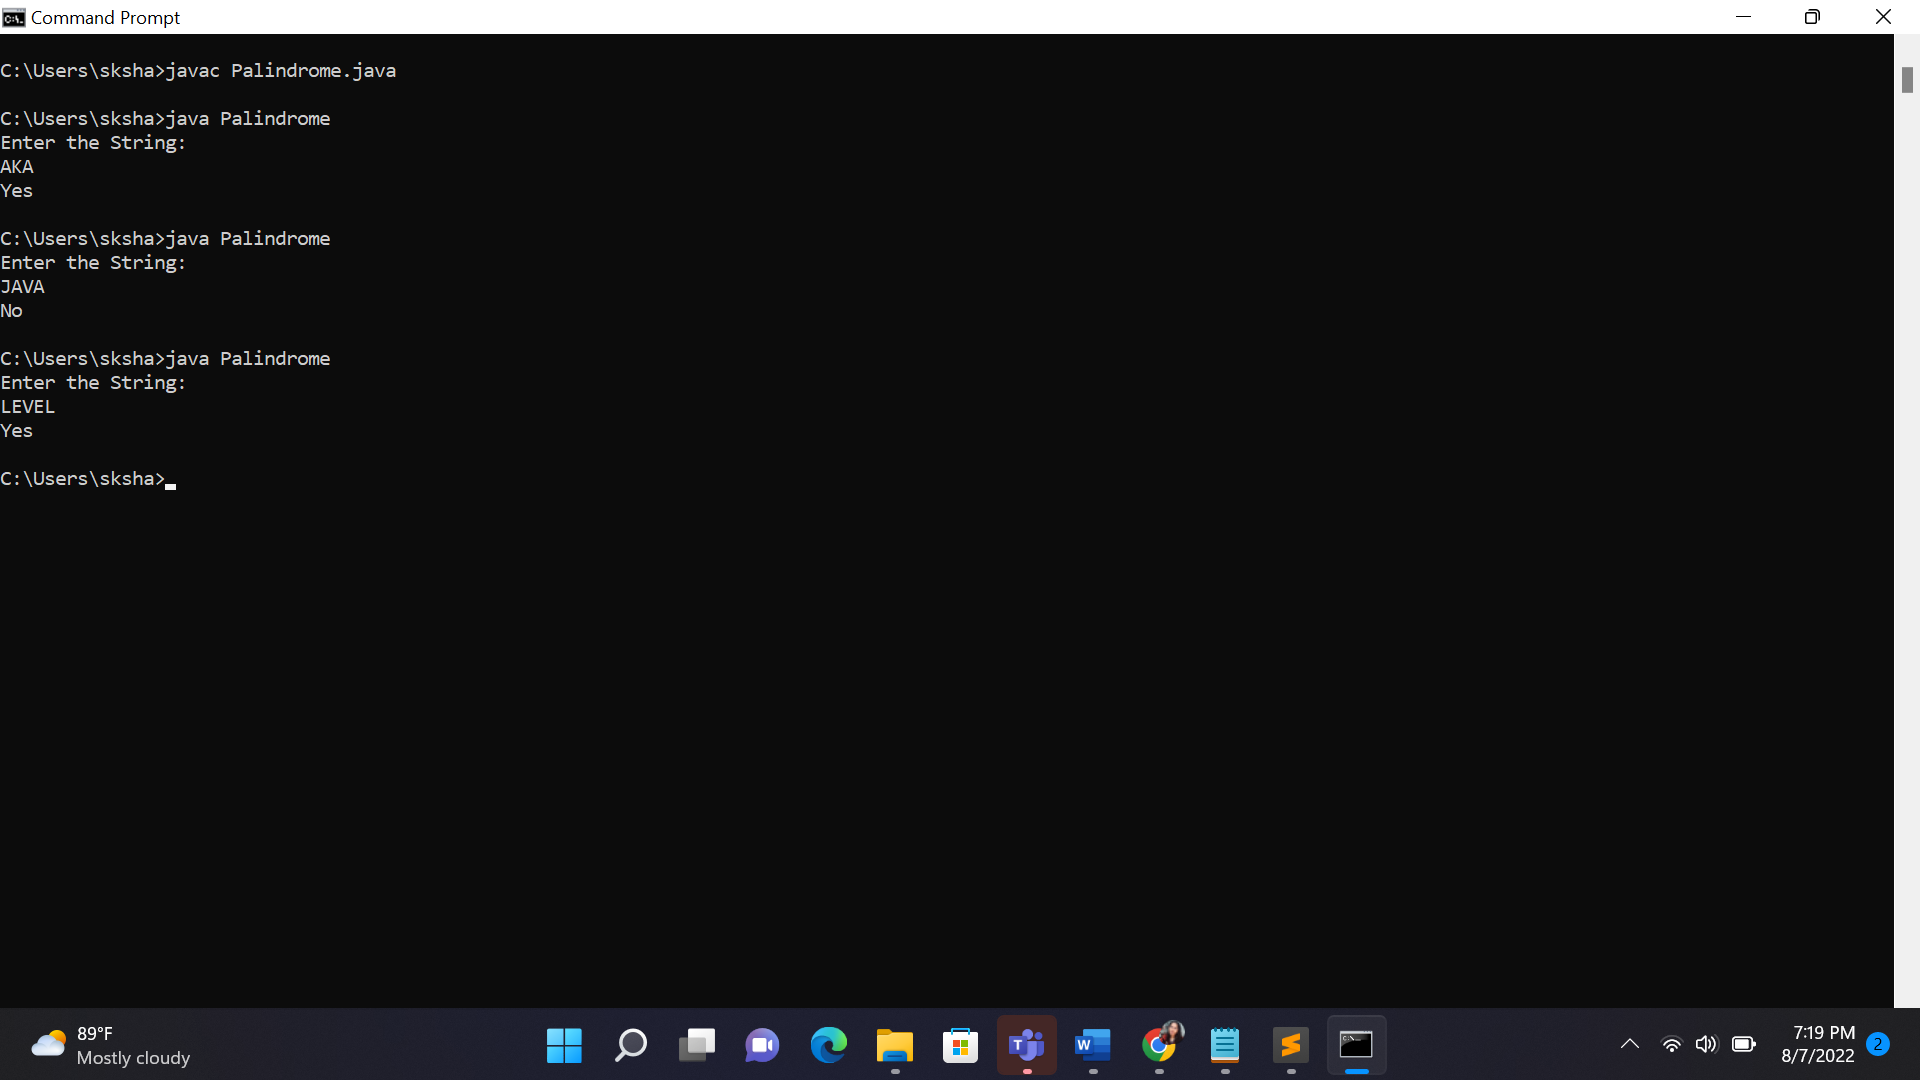 Command Prompt
C:\Users\sksha>javac Palindrome.java
C:\Users\sksha>java Palindrome
Enter the String:
AKA
Yes
C:\Users\sksha>java Palindrome
Enter the String:
JAVA
No
C:\Users\sksha>java Palindrome
Enter the String:
LEVEL
Yes
C:\Users\sksha>
89°F
Mostly cloudy
7:19 PM
8/7/2022
2